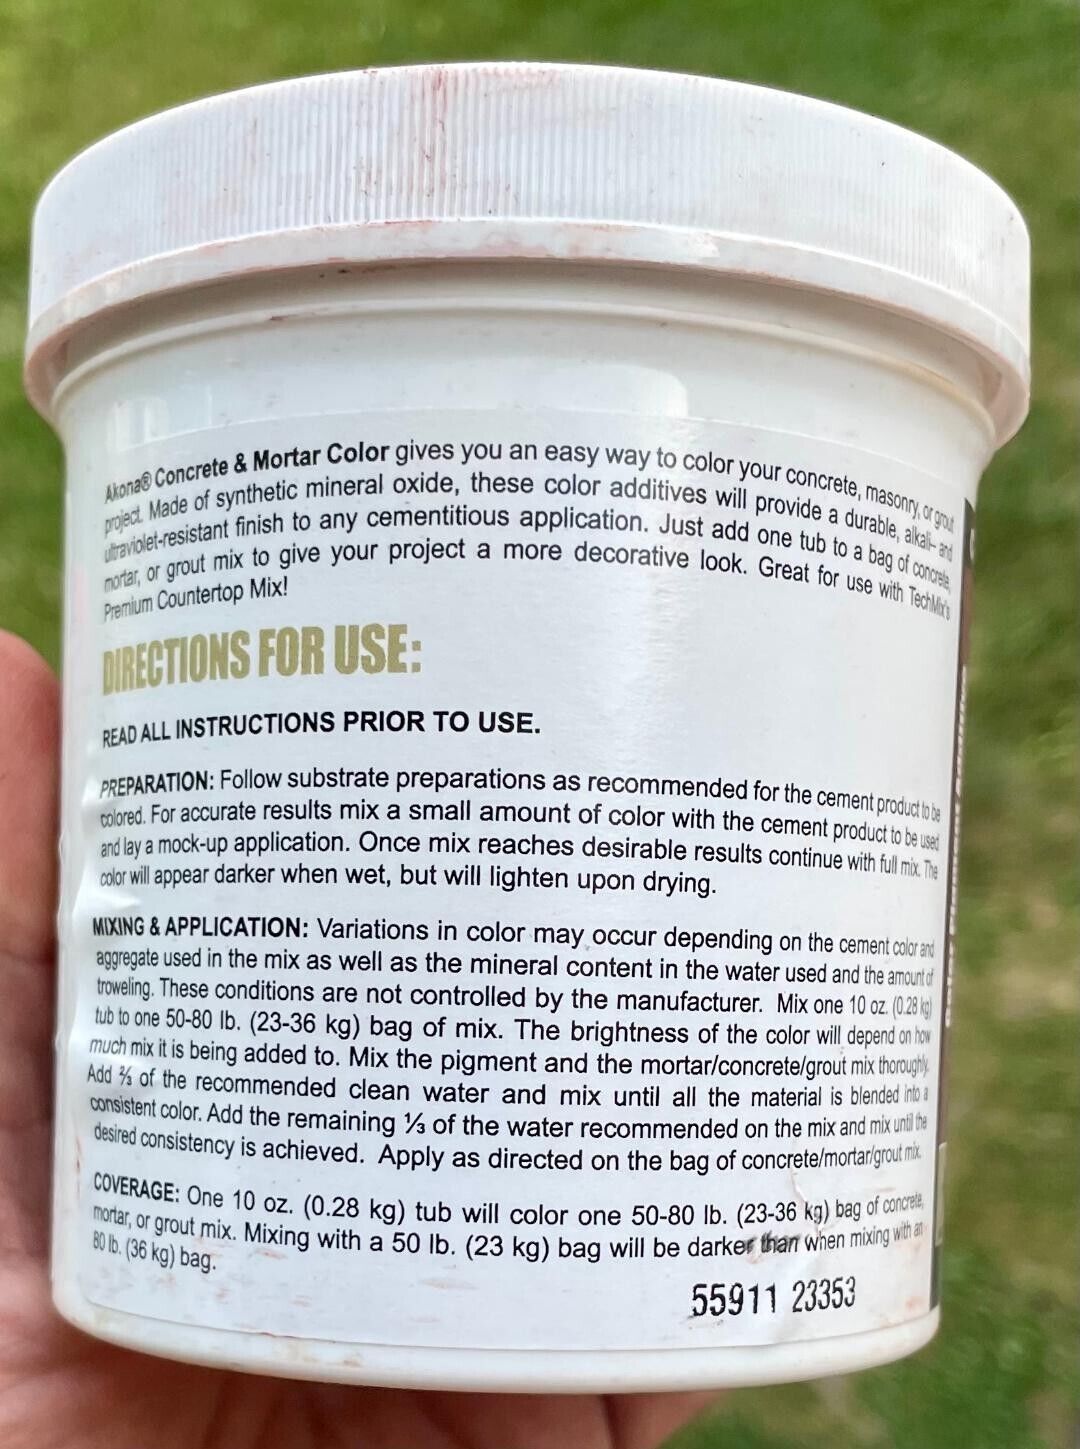 Akona® Concrete & Mortar Color gives you an easy way to color your concrete, masonry, or grout
project. Made of synthetic mineral oxide, these color additives will provide a durable, alkali- and
ultraviolet-resistant finish to any cementitious application. Just add one tub to a bag of concrete,
mortar, or grout mix to give your project a more decorative look. Great for use with TechMix's
Premium Countertop Mix!
DIRECTIONS FOR USE:
READ ALL INSTRUCTIONS PRIOR TO USE.
PREPARATION: Follow substrate preparations as recommended for the cement product to be
colored. For accurate results mix a small amount of color with the cement product to be used
and lay a mock-up application. Once mix reaches desirable results continue with full mix. The
color will appear darker when wet, but will lighten upon drying.
MIXING & APPLICATION: Variations in color may occur depending on the cement color and
aggregate used in the mix as well as the mineral content in the water used and the amount of
troweling. These conditions are not controlled by the manufacturer. Mix one 10 oz. (0.28 kg)
tub to one 50-80 lb. (23-36 kg) bag of mix. The brightness of the color will depend on how
much mix it is being added to. Mix the pigment and the mortar/concrete/grout mix thoroughly.
Add ⅔ of the recommended clean water and mix until all the material is blended into a
consistent color. Add the remaining ⅓ of the water recommended on the mix and mix until the
desired consistency is achieved. Apply as directed on the bag of concrete/mortar/grout mix.
COVERAGE: One 10 oz. (0.28 kg) tub will color one 50-80 lb. (23-36 kg) bag of concrete,
mortar, or grout mix. Mixing with a 50 lb. (23 kg) bag will be darker than when mixing with an
80 lb. (36 kg) bag.
55911 23353